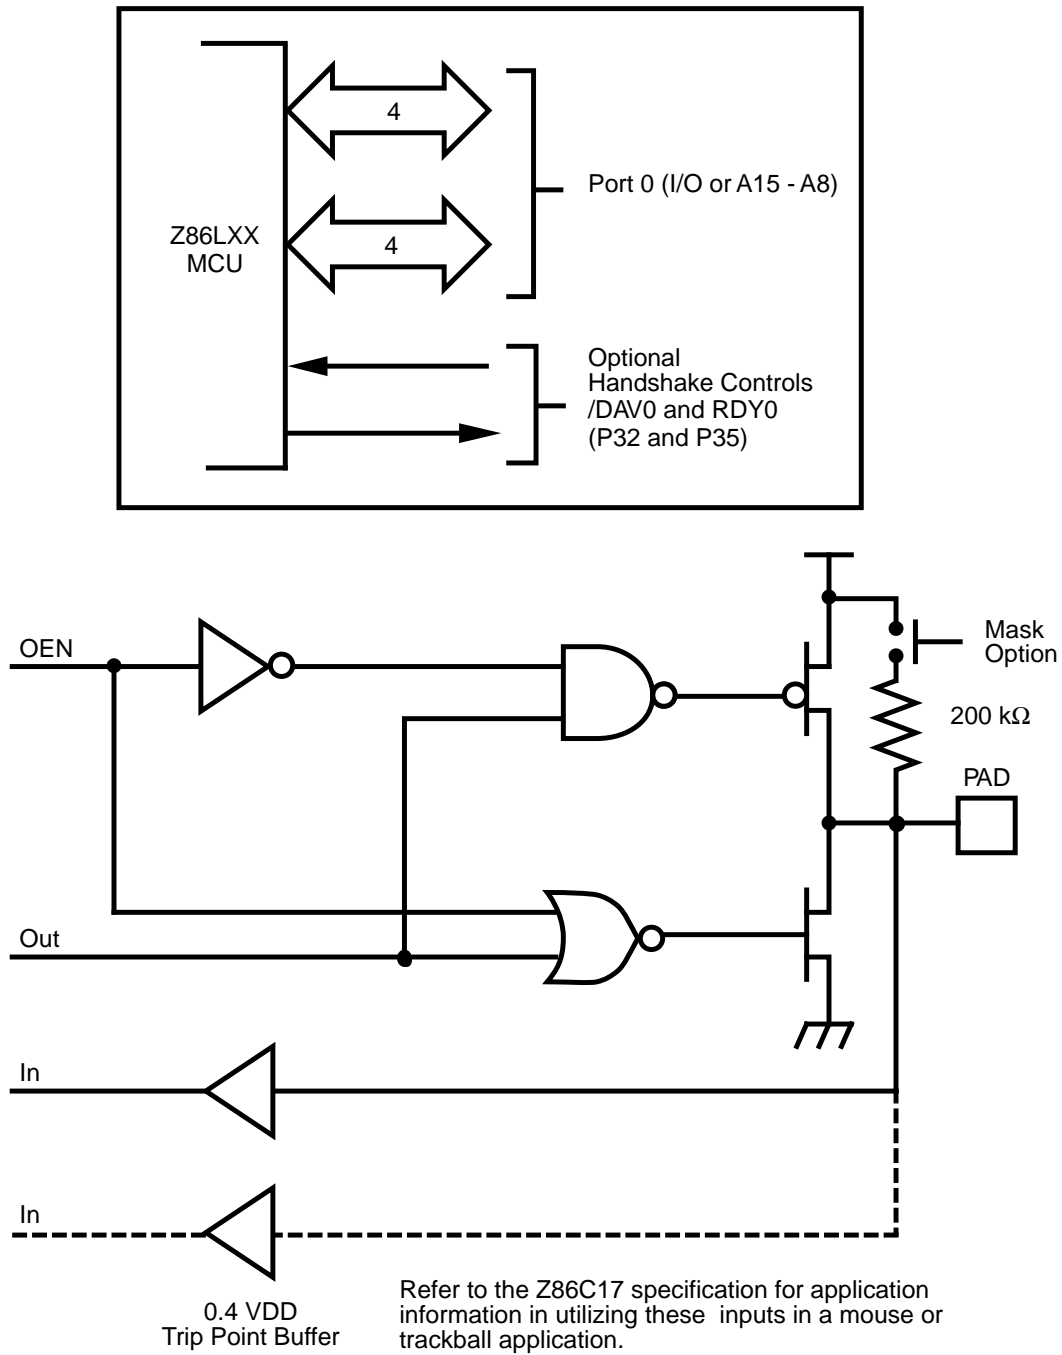 4
Port 0 (I/O or A15 - A8)
Z86LXX
MCU
4
Optional
Handshake Controls
/DAV0 and RDY0
(P32 and P35)
OEN
Mask
Option
200 kΩ
PAD
Out
In
In
0.4 VDD
Trip Point Buffer
Refer to the Z86C17 specification for application
information in utilizing these inputs in a mouse or
trackball application.